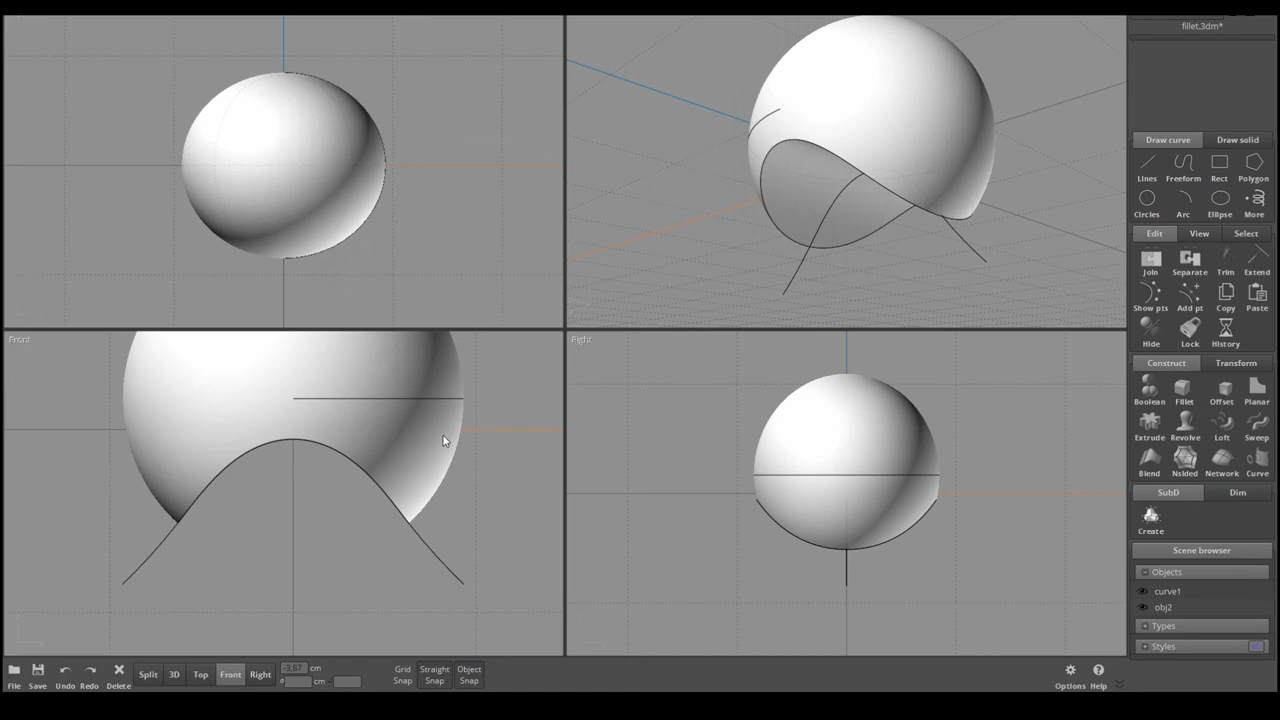 fillet.3dm*
Draw curve Draw solid
Lines Freeform Rect Polygon
Circles Arc Ellipse More
Edit View Select
Join Separate Trim Extend
Show pts Add pt Copy Paste
Hide Lock History
Front Right
Construct Transform
Boolean Fillet Offset Planar
Extrude Revolve Loft Sweep
Blend Nsided Network Curve
SubD Dim
Create
Scene browser
Objects
curve1
obj2
Types
Styles
File Save Undo Redo Delete Split 3D Top Front Right
-3.87 cm
d cm
Grid Snap
Straight Snap
Object Snap
Options Help